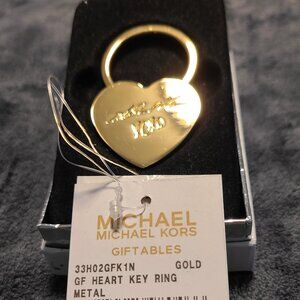 MICHAEL
MICHAEL KORS
GIFTABLES
33H02GFK1N GOLD
GF HEART KEY RING
METAL